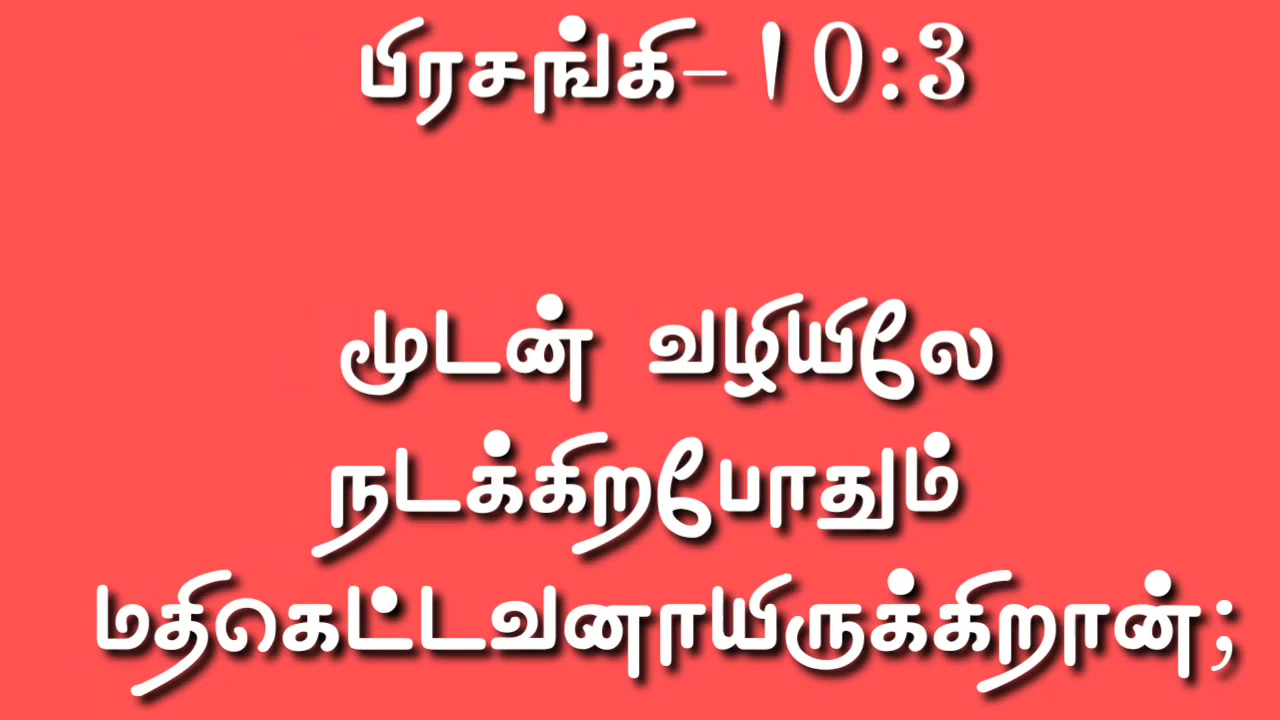 பிரசங்கி-10:3
மூடன் வழியிலே
நடக்கிறபோதும்
மதிகெட்டவனாயிருக்கிறான்;